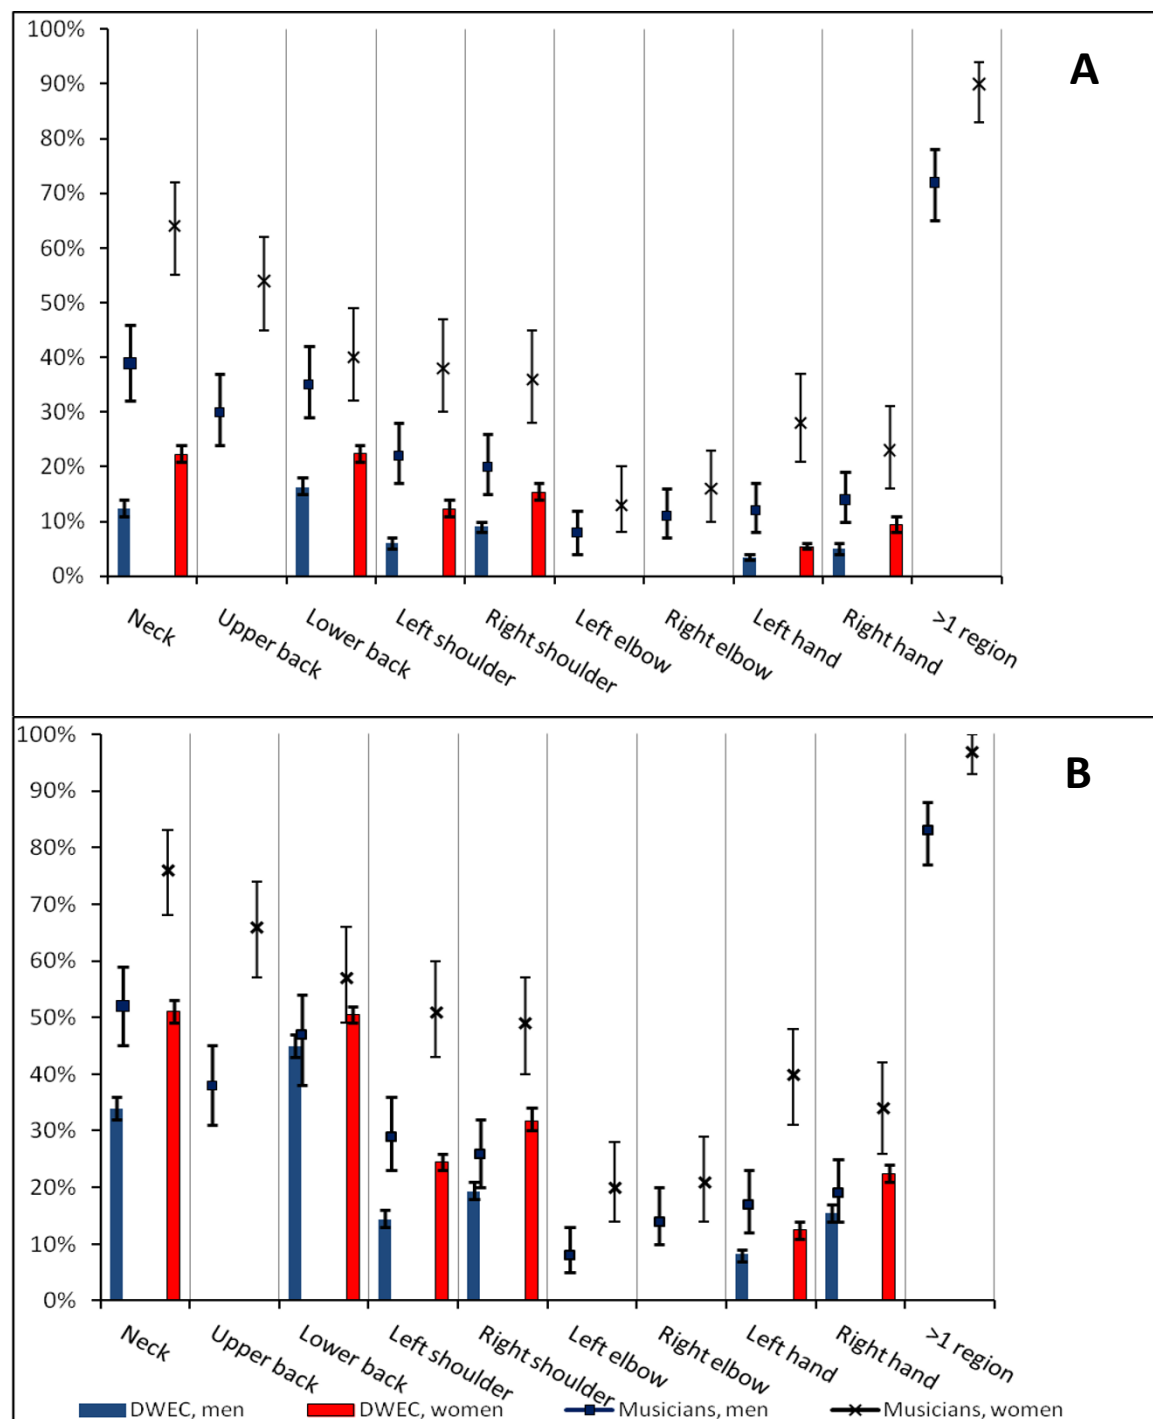 100%
A
90%
80%
70%
60%
50%
40%
30%
20%
10%
0%
Neck
Upper back
Lower back
Left shoulder
Right shoulder
Left elbow
Right elbow
Left hand
Right hand
>1 region
100%
B
90%
80%
70%
60%
50%
40%
30%
20%
10%
0%
Neck
Upper back
Lower back
Left shoulder
Right shoulder
Left elbow
Right elbow
Left hand
Right hand
>1 region
DWEC, men DWEC, women Musicians, men Musicians, women